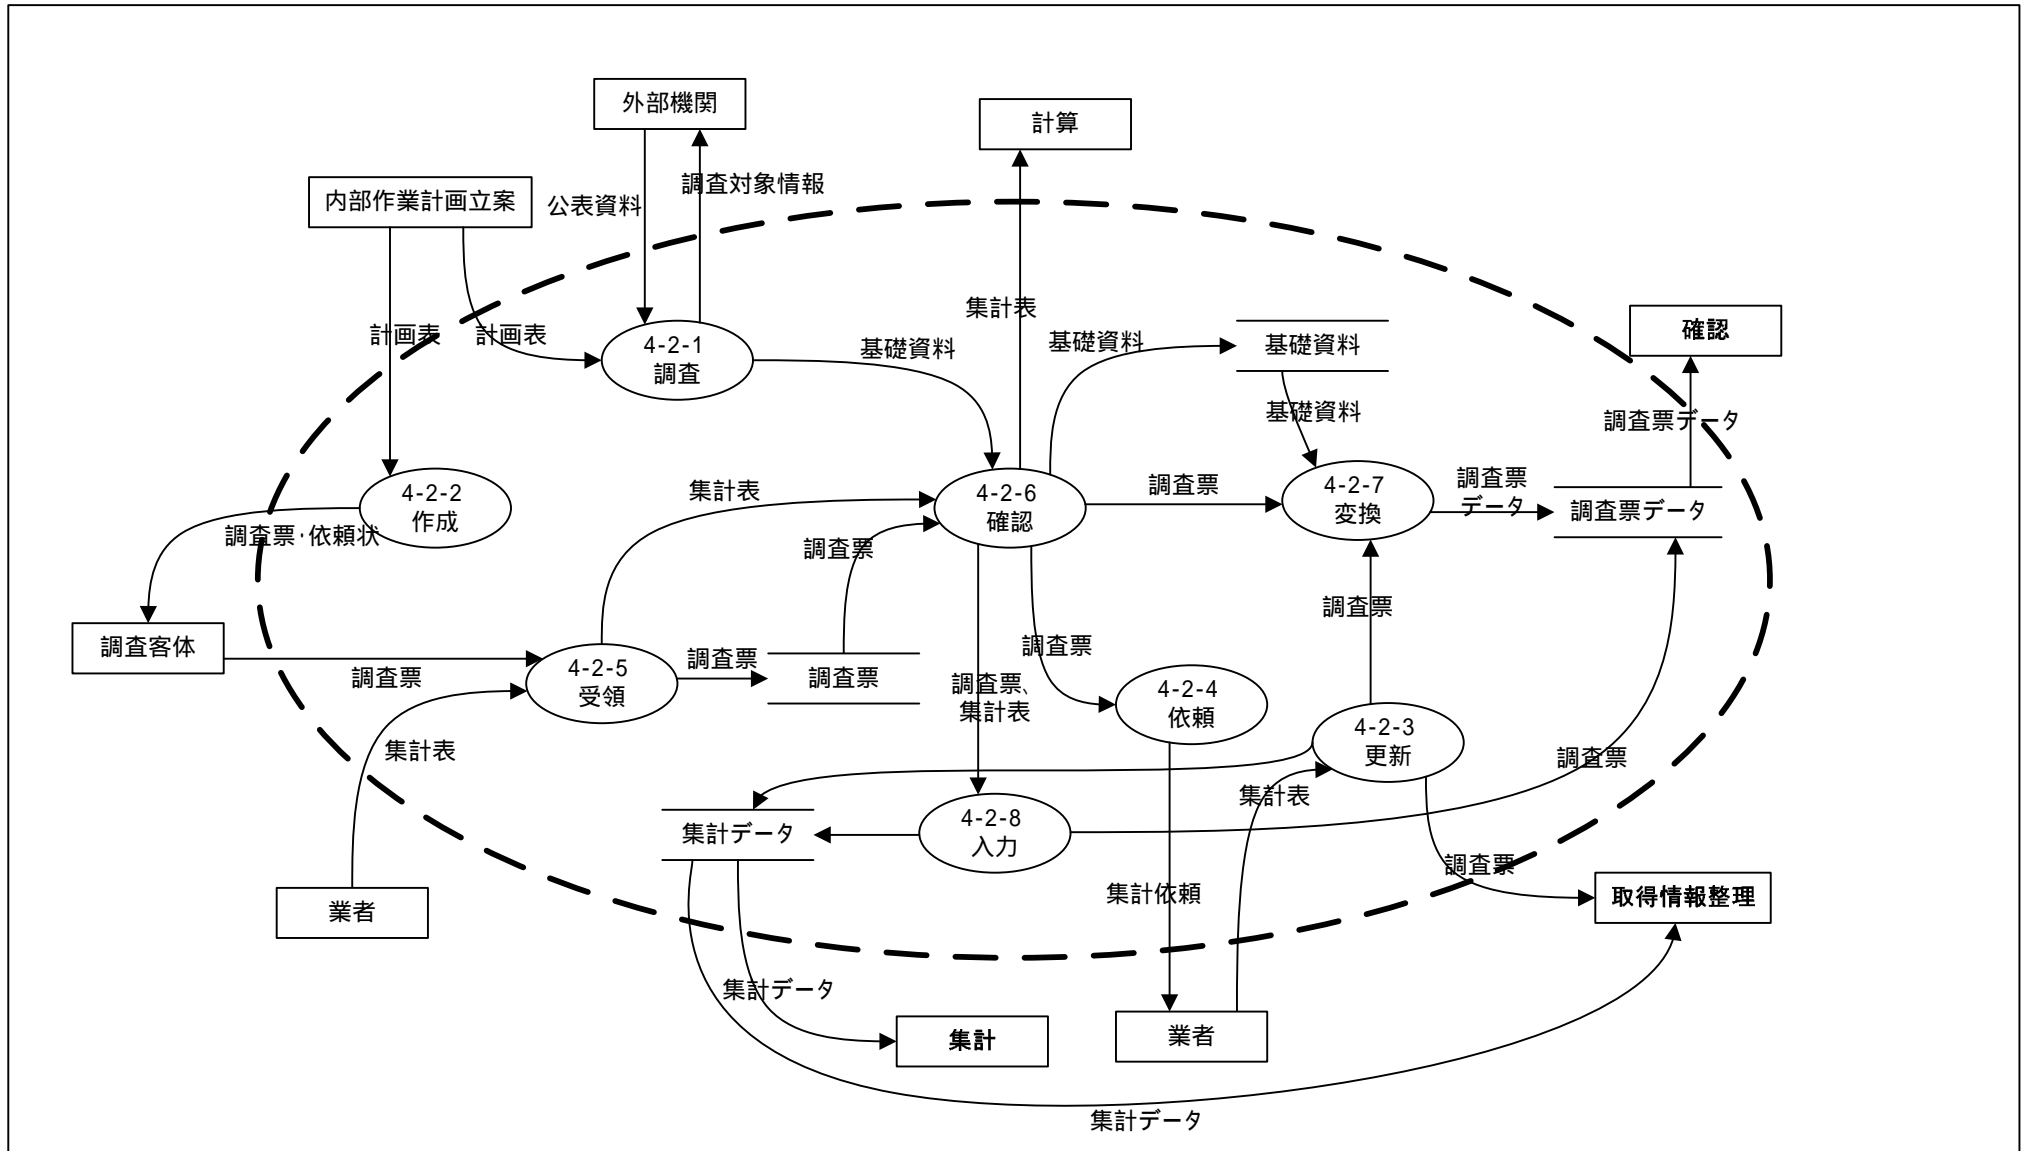 外部機関
計算
内部作業計画立案
公表資料
調査対象情報
計画表
計画表
集計表
4-2-1
調査
基礎資料
基礎資料
基礎資料
基礎資料
確認
調査票データ
4-2-2
作成
調査票・依頼状
集計表
調査票
4-2-6
確認
調査票
4-2-7
変換
調査票
データ
調査票データ
調査客体
調査票
4-2-5
受領
調査票
調査票
調査票、
集計表
調査票
4-2-4
依頼
調査票
4-2-3
更新
調査票
集計表
業者
集計データ
4-2-8
入力
集計表
調査票
取得情報整理
集計依頼
集計データ
集計
業者
集計データ